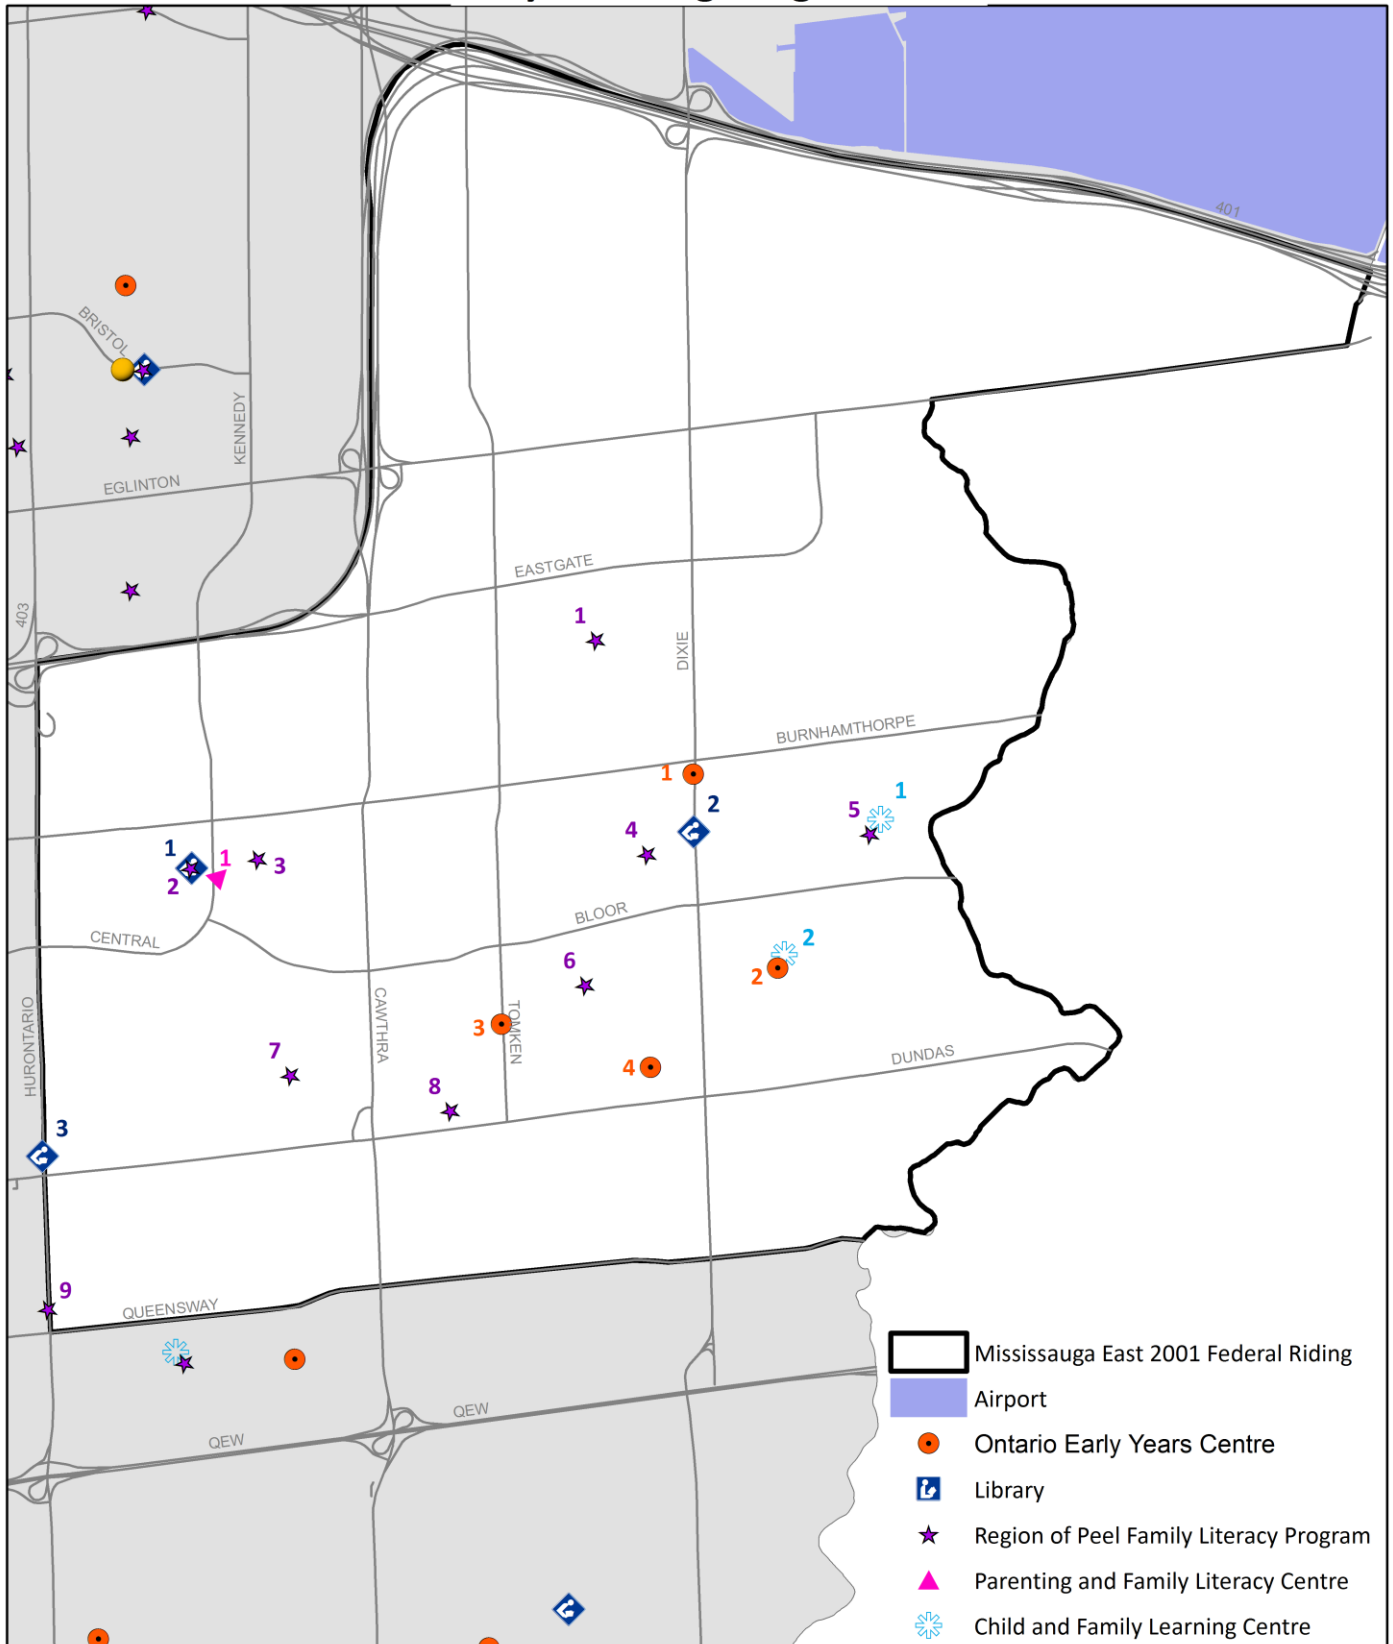 401
BRISTOL
KENNEDY
EGLINTON
EASTGATE
403
1
DIXIE
BURNHAMTHORPE
1
2
1
5
4
1
1
3
2
BLOOR
CENTRAL
2
6
2
HURONTARIO
CAWTHRA
3
TOMKEN
7
DUNDAS
4
8
3
9
QUEENSWAY
Mississauga East 2001 Federal Riding
Airport
QEW
QEW
Ontario Early Years Centre
Library
Region of Peel Family Literacy Program
Parenting and Family Literacy Centre
Child and Family Learning Centre